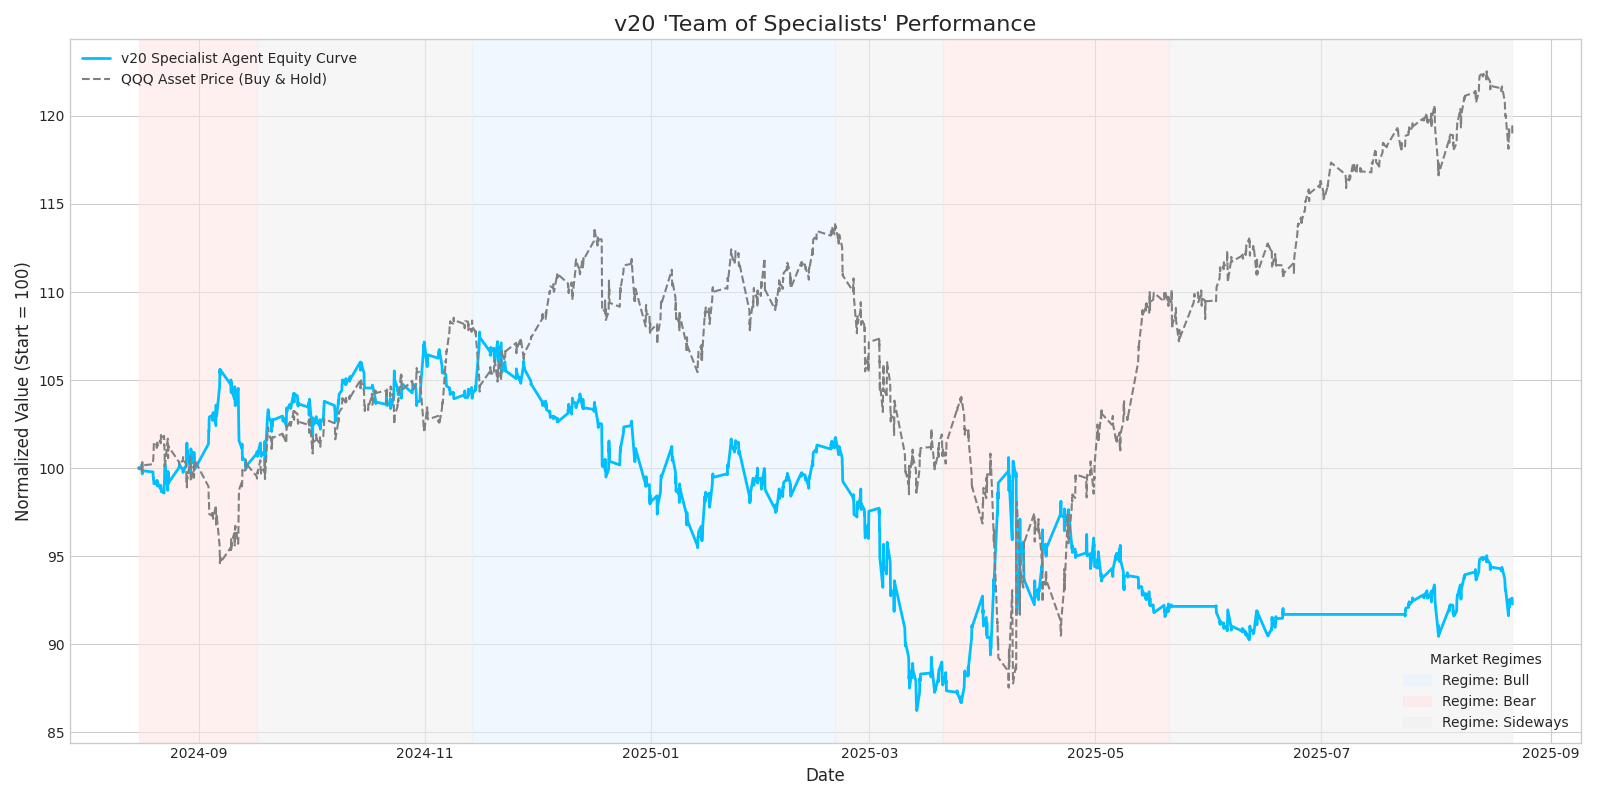 v20 'Team of Specialists' Performance
v20 Specialist Agent Equity Curve
QQQ Asset Price (Buy & Hold)
Normalized Value (Start = 100)
120
115
110
105
100
95
90
85
Market Regimes
Regime: Bull
Regime: Bear
Regime: Sideways
2024-09
2024-11
2025-01
2025-03
2025-05
2025-07
2025-09
Date